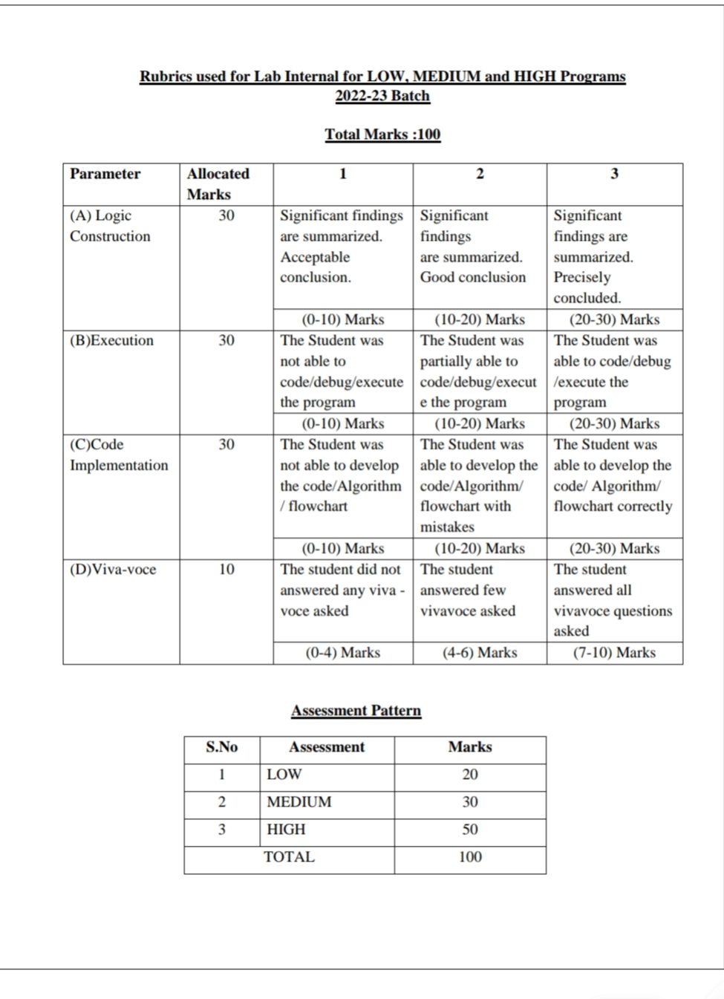 Rubrics used for Lab Internal for LOW, MEDIUM and HIGH Programs
2022-23 Batch
Total Marks :100
Parameter
Allocated
Marks
1
2
3
(A) Logic
Construction
30
Significant findings
are summarized.
Acceptable
conclusion.
Significant
findings
are summarized.
Good conclusion
Significant
findings are
summarized.
Precisely
concluded.
(0-10) Marks
(10-20) Marks
(20-30) Marks
(B)Execution
30
The Student was
not able to
code/debug/execute
the program
The Student was
partially able to
code/debug/execut
e the program
The Student was
able to code/debug
/execute the
program
(0-10) Marks
(10-20) Marks
(20-30) Marks
(C)Code
Implementation
30
The Student was
not able to develop
the code/Algorithm
/ flowchart
The Student was
able to develop the
code/Algorithm/
flowchart with
mistakes
The Student was
able to develop the
code/ Algorithm/
flowchart correctly
(0-10) Marks
(10-20) Marks
(20-30) Marks
(D)Viva-voce
10
The student did not
answered any viva -
voce asked
The student
answered few
vivavoce asked
The student
answered all
vivavoce questions
asked
(0-4) Marks
(4-6) Marks
(7-10) Marks
Assessment Pattern
S.No
Assessment
Marks
1
LOW
20
2
MEDIUM
30
3
HIGH
50
TOTAL
100